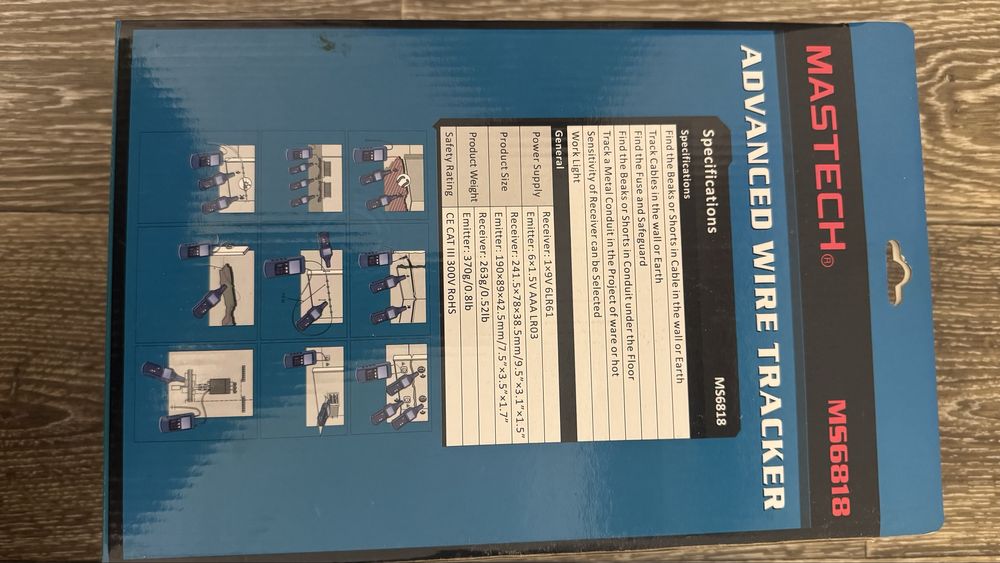 MASTECH® MS6818
ADVANCED WIRE TRACKER
Specifications MS6818
Specifications
Find the Beaks or Shorts in Cable in the wall or Earth
Track Cables in the wall or Earth
Find the Fuse and Safeguard
Find the Beaks or Shorts in Conduit under the Floor
Track a Metal Conduit in the Project of ware or hot
Sensitivity of Receiver can be Selected
Work Light
General
Power Supply Receiver: 1×9V 6LR61
Emitter: 6×1.5V AAA LR03
Product Size Receiver: 241.5×78×38.5mm/9.5"×3.1"×1.5"
Emitter: 190×89×42.5mm/7.5"×3.5"×1.7"
Product Weight Receiver: 263g/0.52lb
Emitter: 370g/0.8lb
Safety Rating CE CAT III 300V RoHS